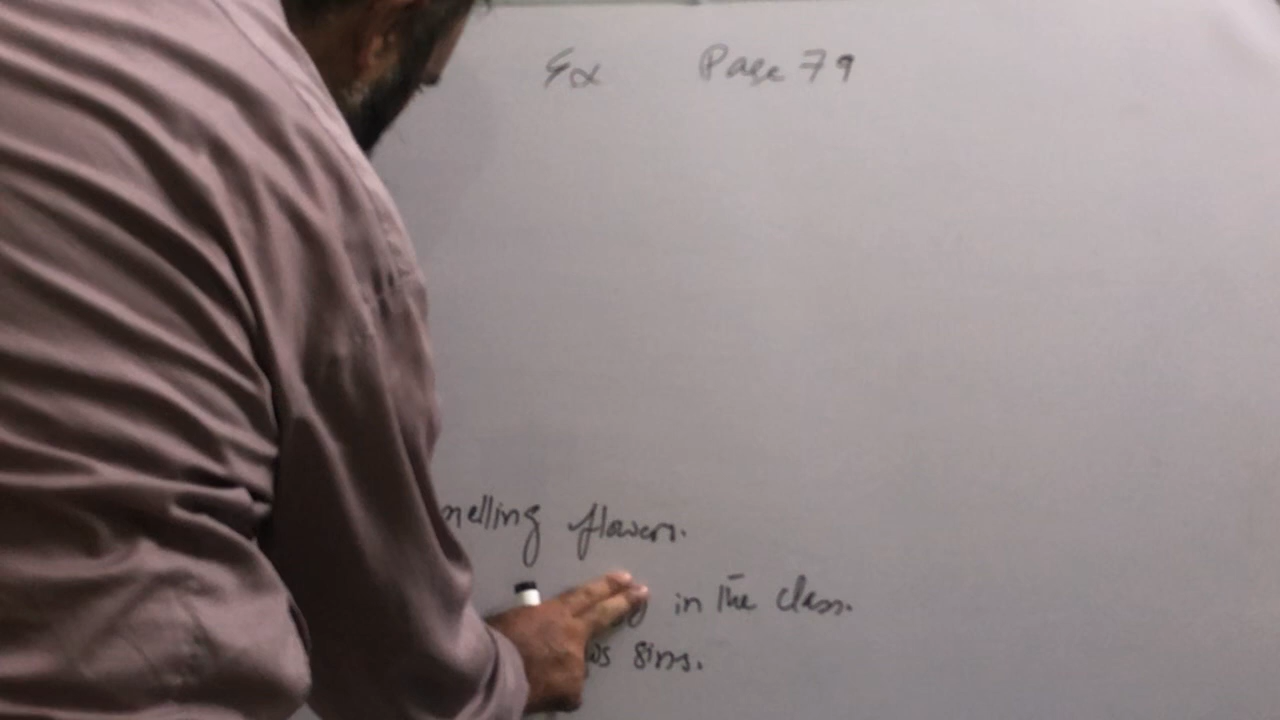 Ex Page 79
melling flowers.
in the class.
sins.